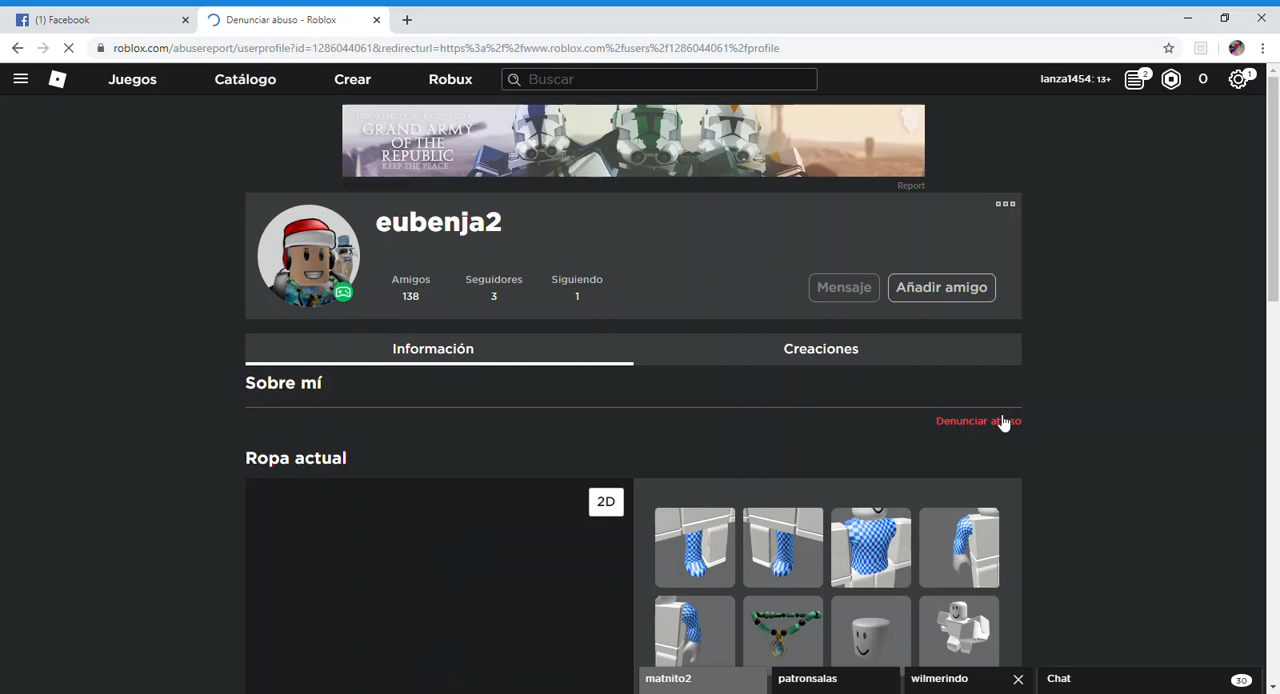 (1) Facebook
Denunciar abuso - Roblox
roblox.com/abusereport/userprofile?id=1286044061&redirecturl=https%3a%2f%2fwww.roblox.com%2fusers%2f1286044061%2fprofile
Juegos
Catálogo
Crear
Robux
Buscar
lanza1454: 13+
2
0
1
GRAND ARMY
OF THE
REPUBLIC
KEEP THE PEACE
Report
eubenja2
Amigos
138
Seguidores
3
Siguiendo
1
Mensaje
Añadir amigo
Información
Creaciones
Sobre mí
Denunciar abuso
Ropa actual
2D
matnito2
patronsalas
wilmerindo
Chat
30